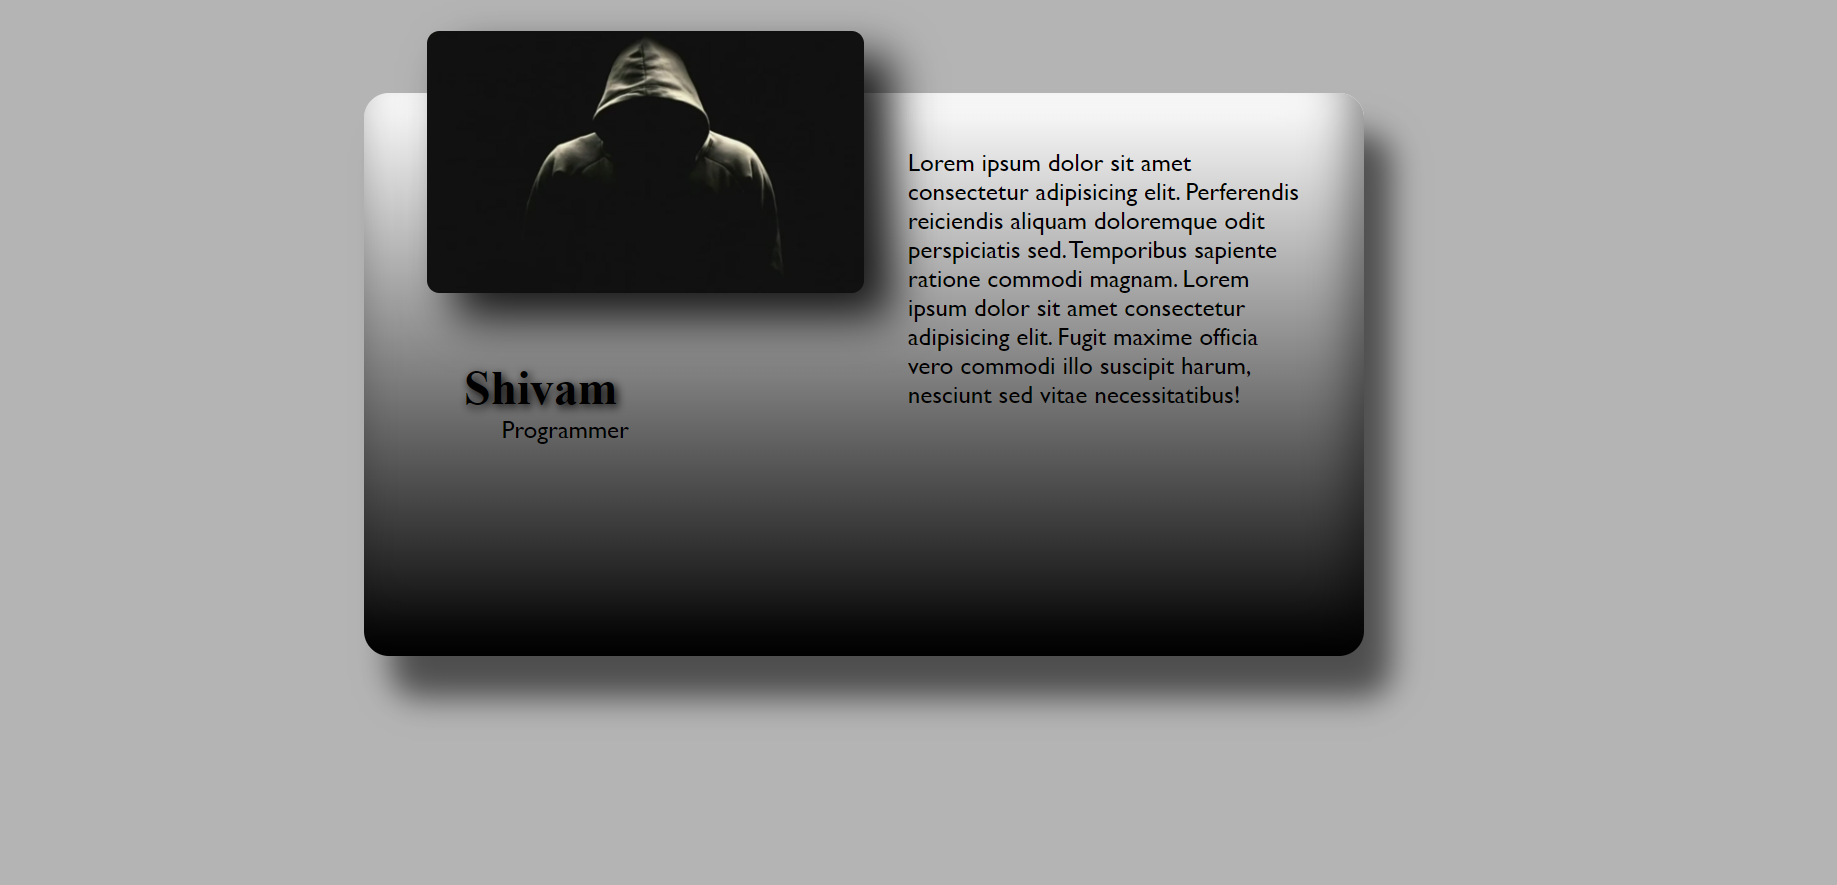 Lorem ipsum dolor sit amet
consectetur adipisicing elit. Perferendis
reiciendis aliquam doloremque odit
perspiciatis sed. Temporibus sapiente
ratione commodi magnam. Lorem
ipsum dolor sit amet consectetur
adipisicing elit. Fugit maxime officia
vero commodi illo suscipit harum,
nesciunt sed vitae necessitatibus!
Shivam
Programmer